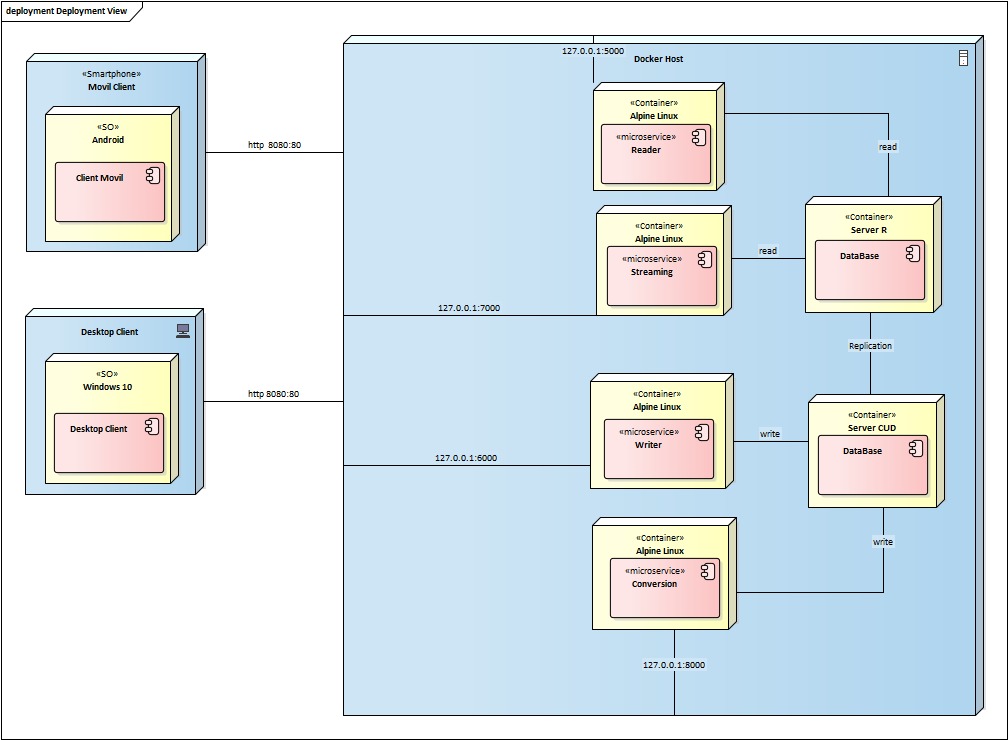 deployment Deployment View
«Smartphone»
Movil Client
«SO»
Android
Client Movil
http  8080:80
Desktop Client
«SO»
Windows 10
Desktop Client
http 8080:80
127.0.0.1:5000
Docker Host
«Container»
Alpine Linux
«microservice»
Reader
read
«Container»
Alpine Linux
«microservice»
Streaming
read
127.0.0.1:7000
«Container»
Server R
DataBase
Replication
«Container»
Alpine Linux
«microservice»
Writer
write
127.0.0.1:6000
«Container»
Server CUD
DataBase
«Container»
Alpine Linux
«microservice»
Conversion
write
127.0.0.1:8000